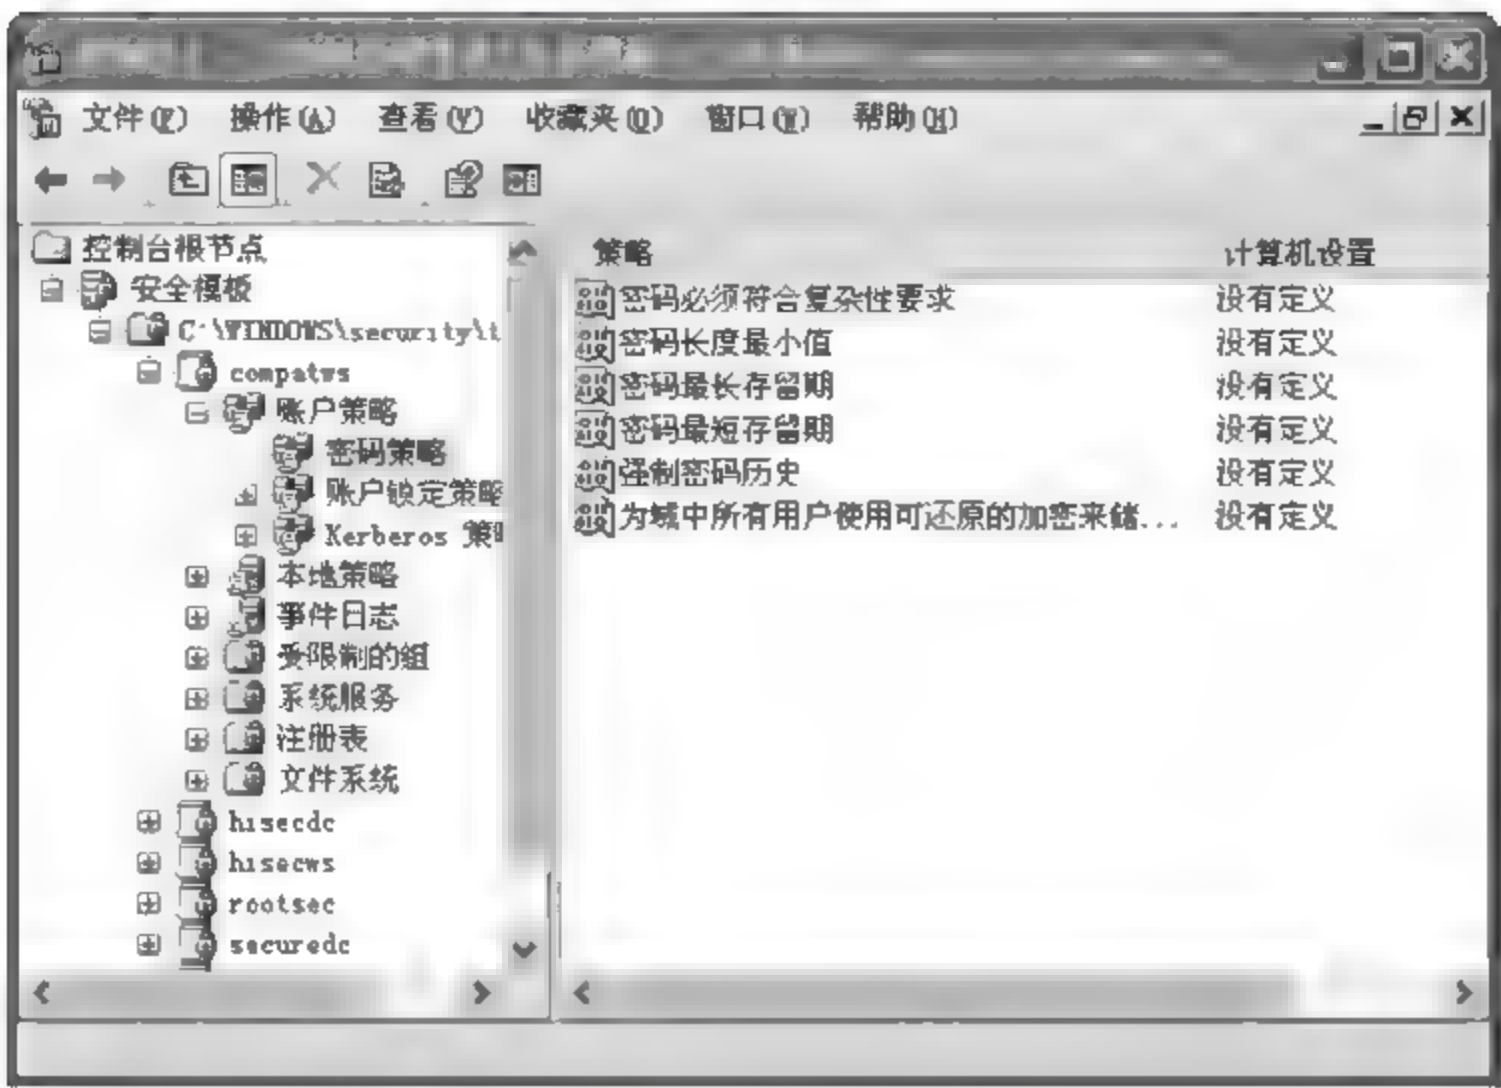 文件(F) 操作(A) 查看(V) 收藏夹(O) 窗口(W) 帮助(H)
控制台根节点
安全模板
C:\WINDOWS\security\t
compatws
账户策略
密码策略
账户锁定策略
Kerberos 策略
本地策略
事件日志
受限制的组
系统服务
注册表
文件系统
hisecdc
hisecws
rootsec
securedc
策略 计算机设置
密码必须符合复杂性要求 没有定义
密码长度最小值 没有定义
密码最长存留期 没有定义
密码最短存留期 没有定义
强制密码历史 没有定义
为域中所有用户使用可还原的加密来储... 没有定义